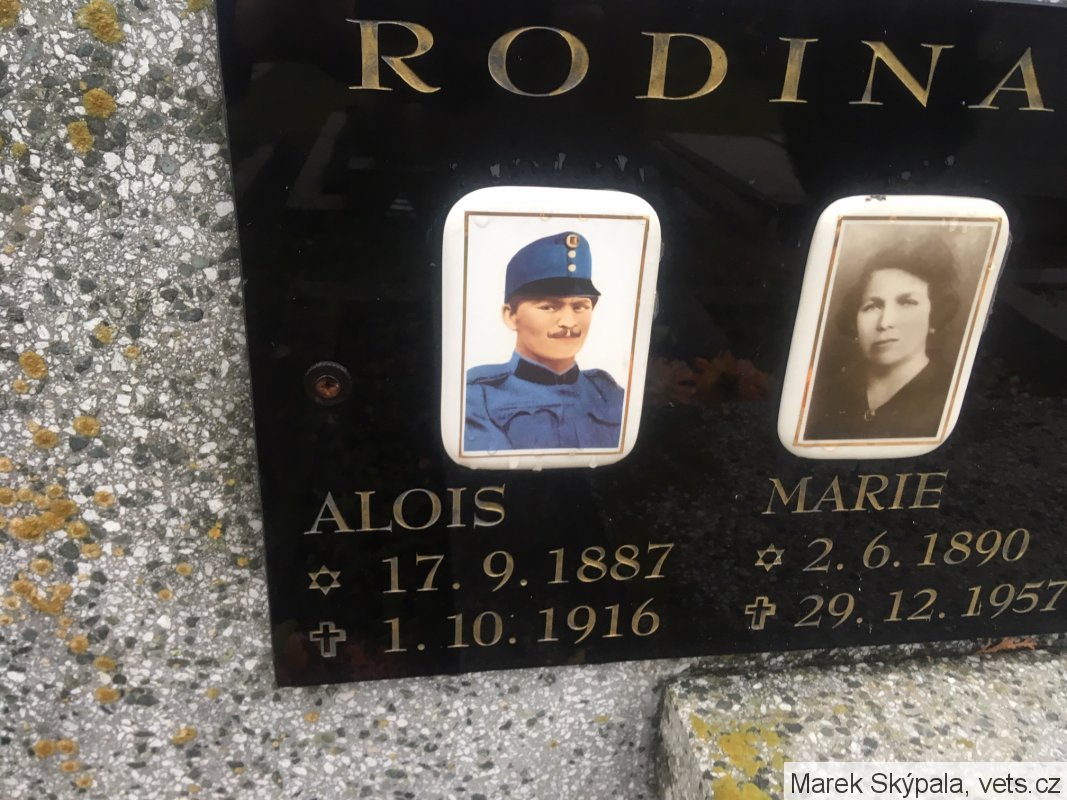 RODINA
ALOIS
✡ 17. 9. 1887
✝ 1. 10. 1916
MARIE
✡ 2. 6. 1890
✝ 29. 12. 1957
Marek Skýpala, vets.cz